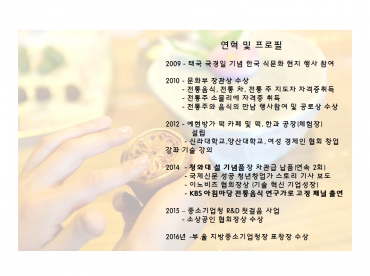 연혁 및 프로필
2009 - 태국 국경일 기념 한국 식문화 현지 행사 참여
2010 - 문화부 장관상 수상
- 전통음식, 전통 차, 전통 주 지도자 자격증취득
- 전통주 소믈리에 자격증 취득
- 전통주와 음식의 만남 행사참여 및 공로상 수상
2012 - 예현방가 떡 카페 및 떡, 한과 공장(체험장)
설립
- 신라대학교,양산대학교, 여성 경제인 협회 창업
강좌 기술 강의
2014 - 청와대 설 기념품장 차관급 납품(연속 2회)
- 국제신문 성공 청년창업가 스토리 기사 보도
- 이노비즈 협회장상 (기술 혁신 기업성장)
- KBS 아침마당 전통음식 연구가로 고정 패널 출연
2015 - 중소기업청 R&D 첫걸음 사업
- 소상공인 협회장상 수상
2016년 -부.울 지방중소기업청장 표창장 수상